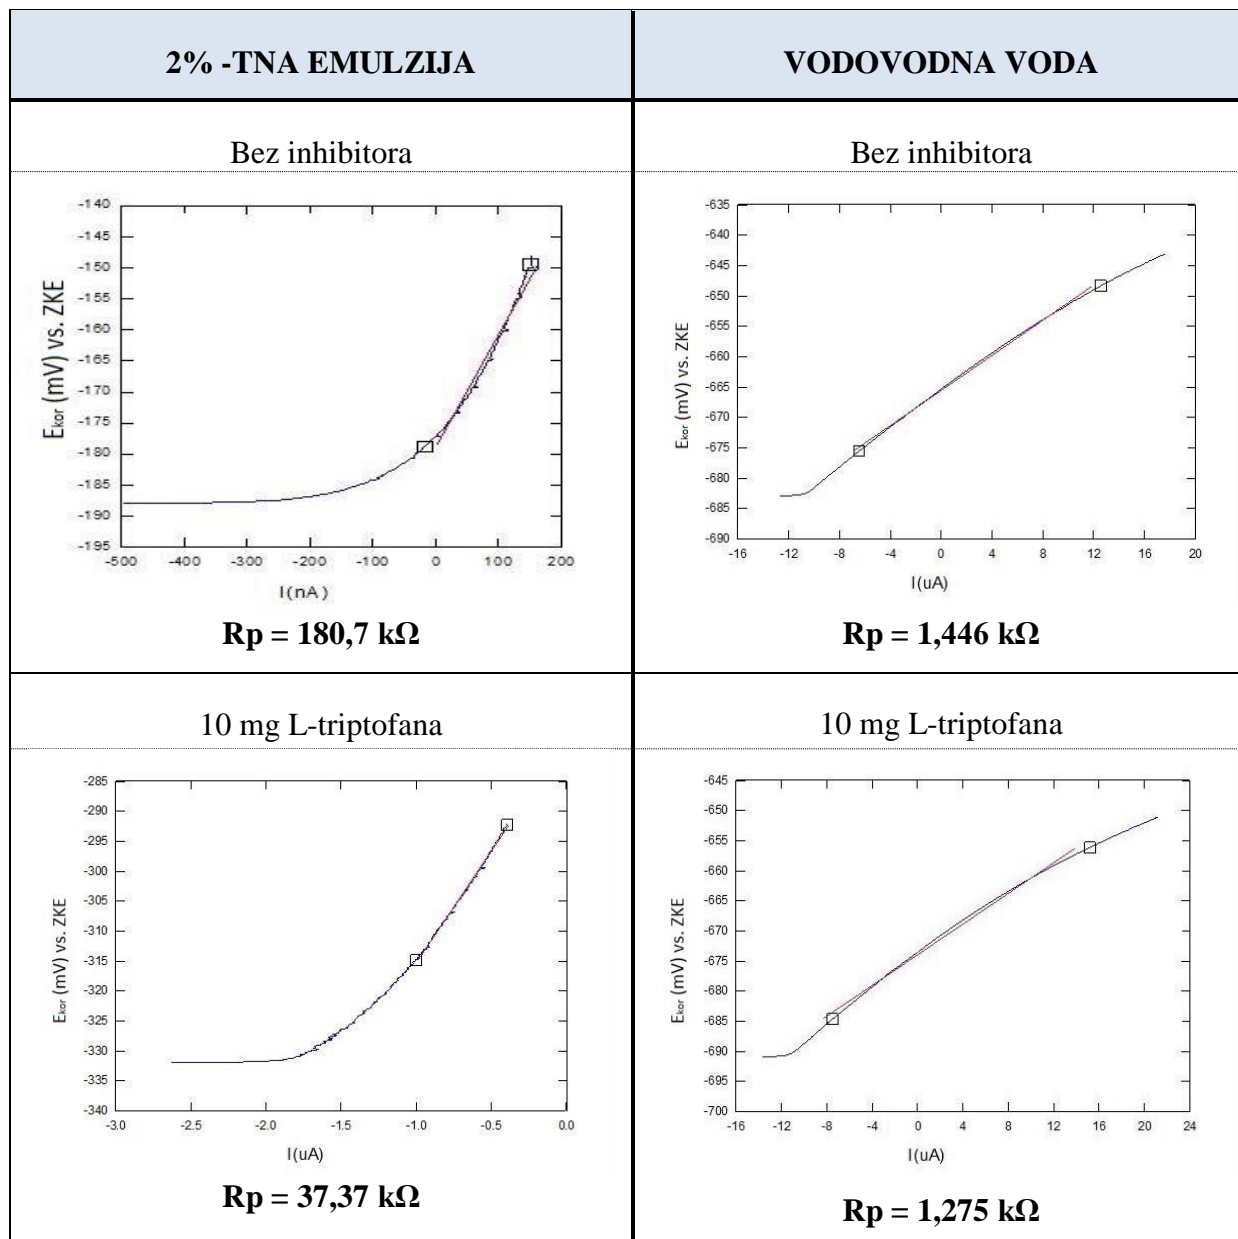 2% -TNA EMULZIJA
VODOVODNA VODA
Bez inhibitora
Bez inhibitora
-140
-145
-150
-155
-160
-165
-170
-175
-180
-185
-190
-195
-500 -400 -300 -200 -100 0 100 200
Ekor (mV) vs. ZKE
I(nA)
Rp = 180,7 kΩ
-635
-640
-645
-650
-655
-660
-665
-670
-675
-680
-685
-690
-16 -12 -8 -4 0 4 8 12 16 20
Ekor (mV) vs. ZKE
I(uA)
Rp = 1,446 kΩ
10 mg L-triptofana
10 mg L-triptofana
-285
-290
-295
-300
-305
-310
-315
-320
-325
-330
-335
-340
-3.0 -2.5 -2.0 -1.5 -1.0 -0.5 0.0
Ekor (mV) vs. ZKE
I(uA)
Rp = 37,37 kΩ
-645
-650
-655
-660
-665
-670
-675
-680
-685
-690
-695
-700
-16 -12 -8 -4 0 4 8 12 16 20 24
Ekor (mV) vs. ZKE
I(uA)
Rp = 1,275 kΩ